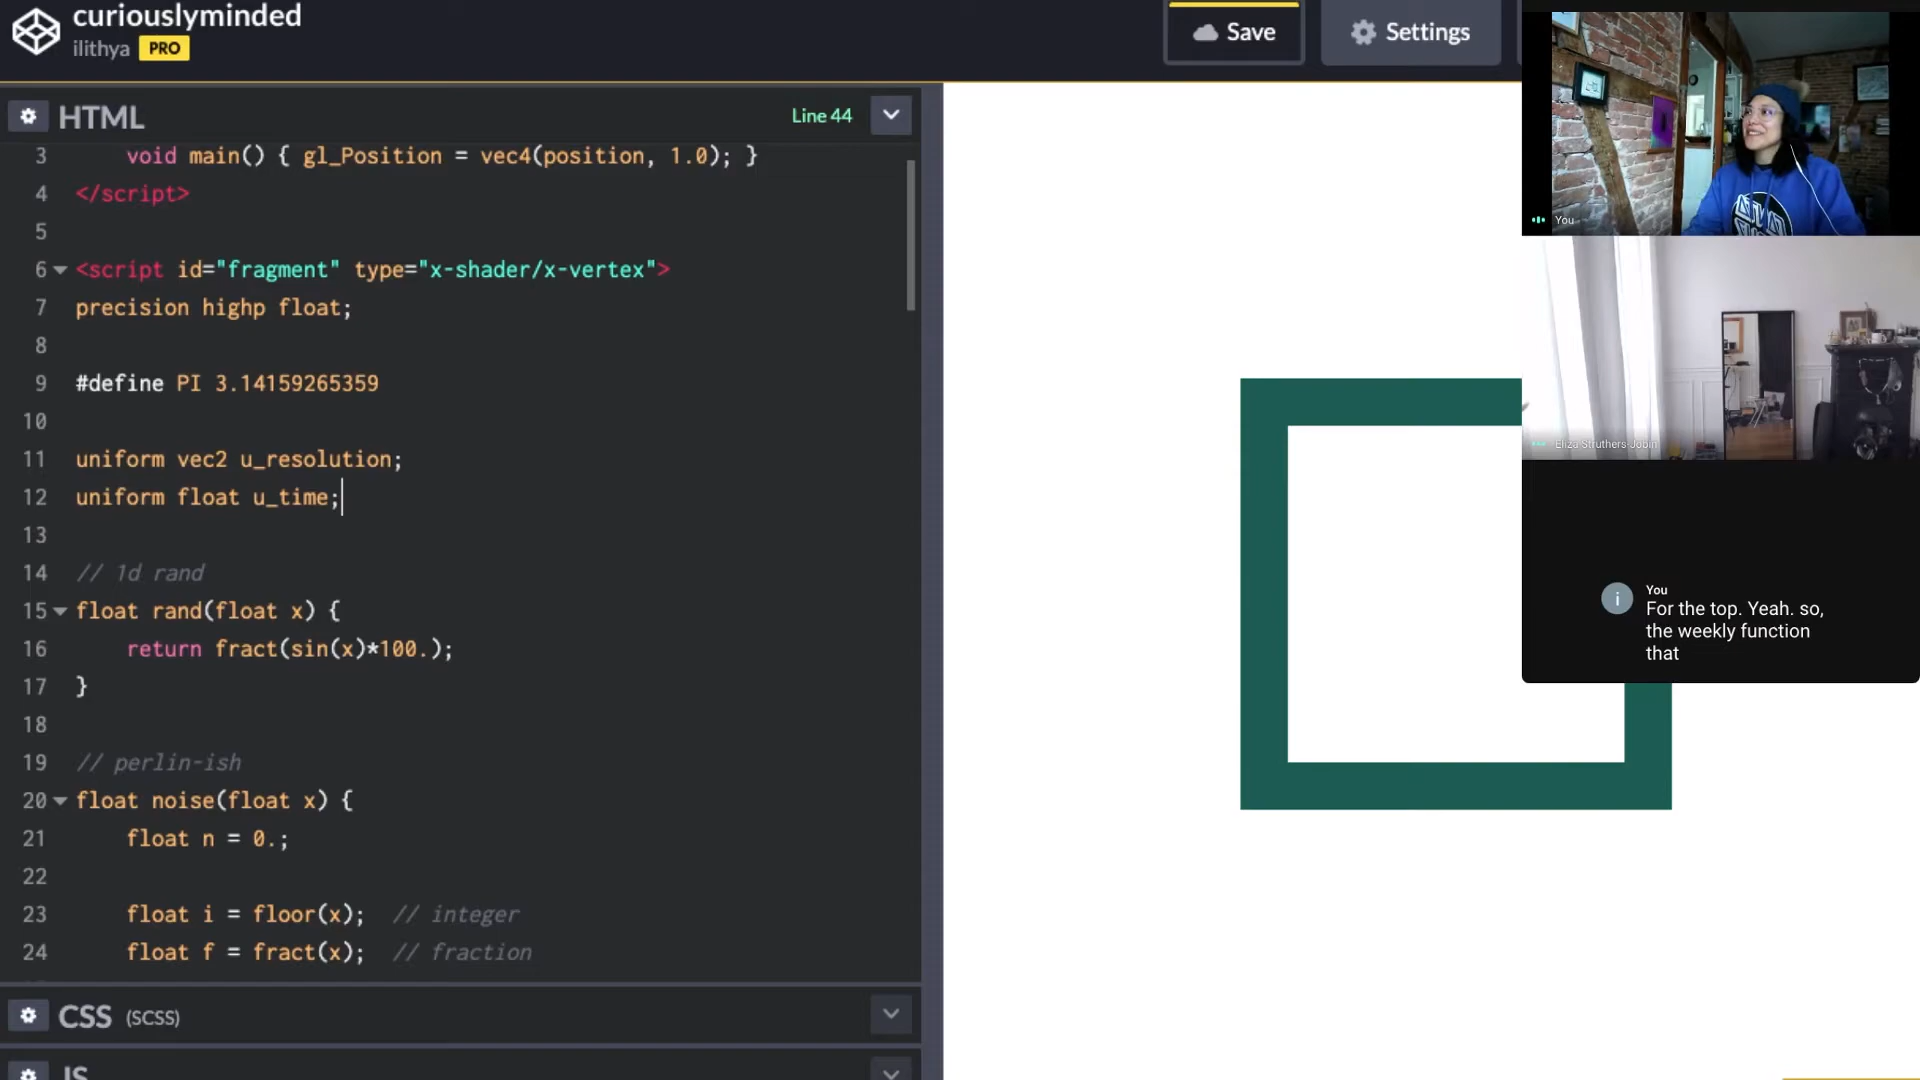 curiouslyminded
ilithya PRO
Save
Settings
HTML
Line 44
3 void main() { gl_Position = vec4(position, 1.0); }
4 </script>
5
6 <script id="fragment" type="x-shader/x-vertex">
7 precision highp float;
8
9 #define PI 3.14159265359
10
11 uniform vec2 u_resolution;
12 uniform float u_time;
13
14 // 1d rand
15 float rand(float x) {
16 return fract(sin(x)*100.);
17 }
18
19 // perlin-ish
20 float noise(float x) {
21 float n = 0.;
22
23 float i = floor(x); // integer
24 float f = fract(x); // fraction
CSS (SCSS)
JS
You
Eliza Struthers-Jobin
You
For the top. Yeah. so,
the weekly function
that